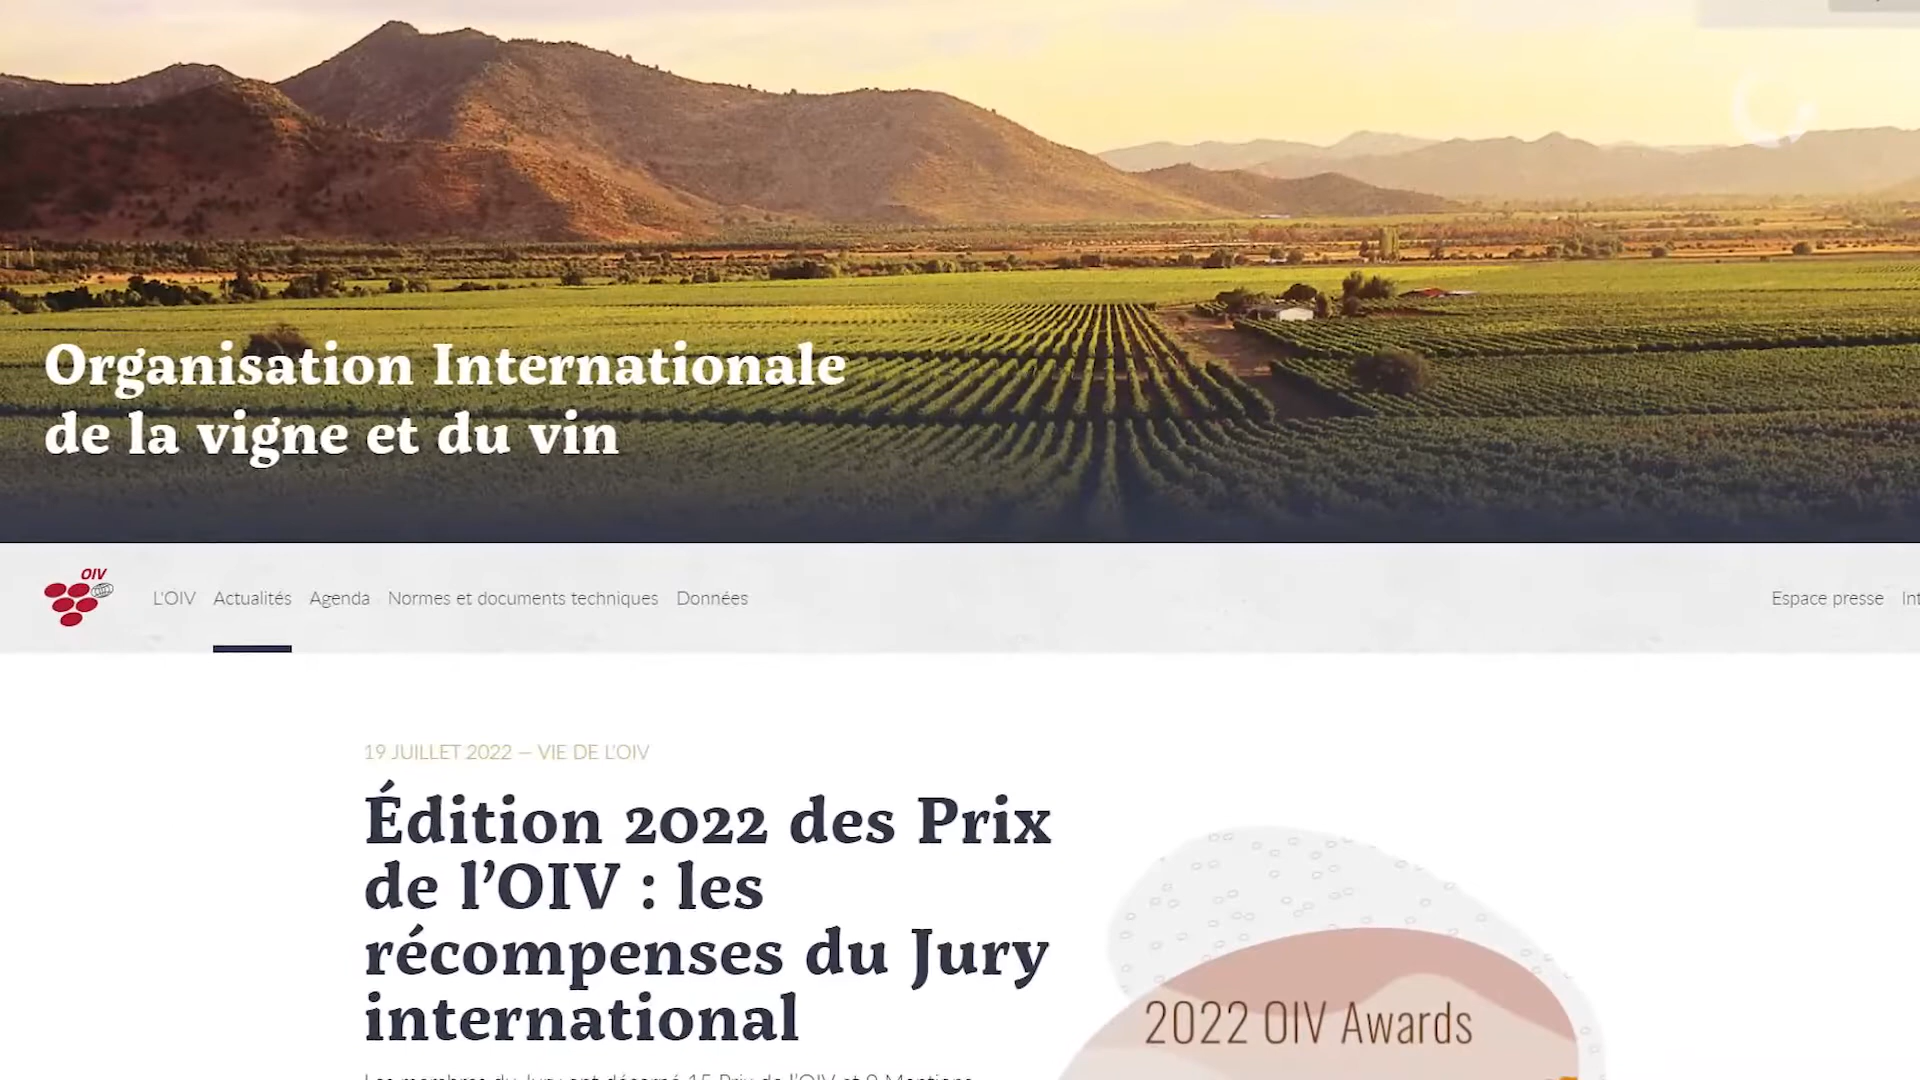 Organisation Internationale
de la vigne et du vin
OIV
L'OIV Actualités Agenda Normes et documents techniques Données
Espace presse
19 JUILLET 2022 — VIE DE L'OIV
Édition 2022 des Prix
de l'OIV : les
récompenses du Jury
international
2022 OIV Awards